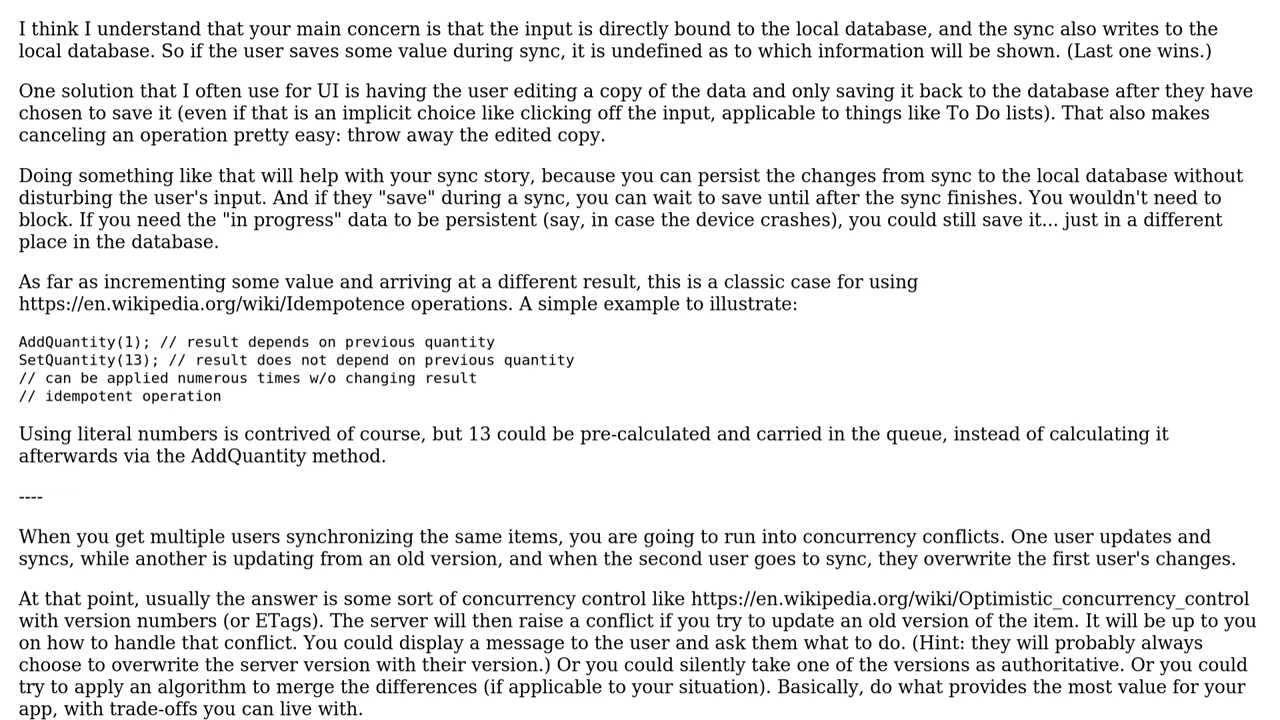 I think I understand that your main concern is that the input is directly bound to the local database, and the sync also writes to the
local database. So if the user saves some value during sync, it is undefined as to which information will be shown. (Last one wins.)
One solution that I often use for UI is having the user editing a copy of the data and only saving it back to the database after they have
chosen to save it (even if that is an implicit choice like clicking off the input, applicable to things like To Do lists). That also makes
canceling an operation pretty easy: throw away the edited copy.
Doing something like that will help with your sync story, because you can persist the changes from sync to the local database without
disturbing the user's input. And if they "save" during a sync, you can wait to save until after the sync finishes. You wouldn't need to
block. If you need the "in progress" data to be persistent (say, in case the device crashes), you could still save it... just in a different
place in the database.
As far as incrementing some value and arriving at a different result, this is a classic case for using
https://en.wikipedia.org/wiki/Idempotence operations. A simple example to illustrate:
AddQuantity(1); // result depends on previous quantity
SetQuantity(13); // result does not depend on previous quantity
// can be applied numerous times w/o changing result
// idempotent operation
Using literal numbers is contrived of course, but 13 could be pre-calculated and carried in the queue, instead of calculating it
afterwards via the AddQuantity method.
----
When you get multiple users synchronizing the same items, you are going to run into concurrency conflicts. One user updates and
syncs, while another is updating from an old version, and when the second user goes to sync, they overwrite the first user's changes.
At that point, usually the answer is some sort of concurrency control like https://en.wikipedia.org/wiki/Optimistic_concurrency_control
with version numbers (or ETags). The server will then raise a conflict if you try to update an old version of the item. It will be up to you
on how to handle that conflict. You could display a message to the user and ask them what to do. (Hint: they will probably always
choose to overwrite the server version with their version.) Or you could silently take one of the versions as authoritative. Or you could
try to apply an algorithm to merge the differences (if applicable to your situation). Basically, do what provides the most value for your
app, with trade-offs you can live with.